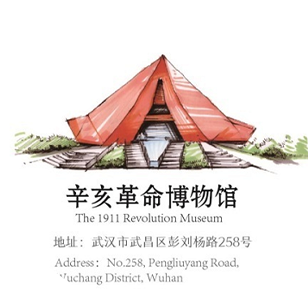 辛亥革命博物馆
The 1911 Revolution Museum
地址：武汉市武昌区彭刘杨路258号
Address：No.258, Pengliuyang Road,
Wuchang District, Wuhan